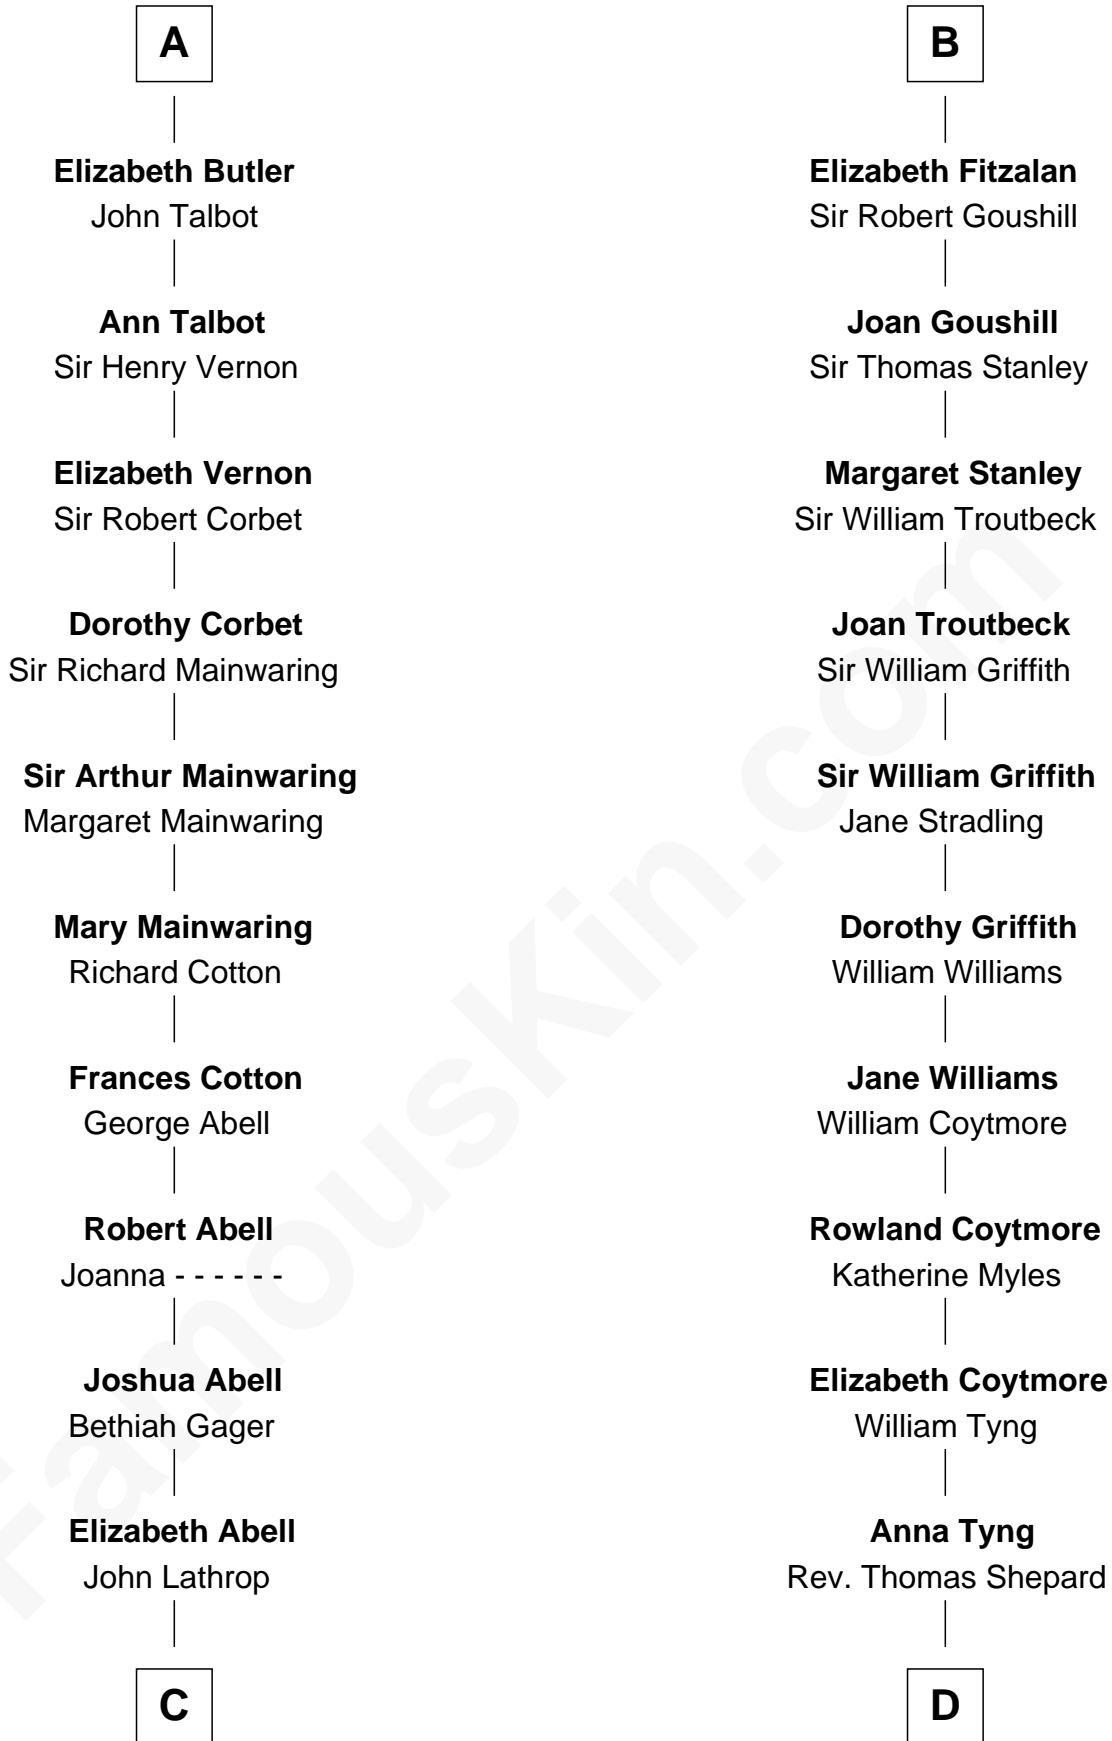 A
Elizabeth Butler
John Talbot
Ann Talbot
Sir Henry Vernon
Elizabeth Vernon
Sir Robert Corbet
Dorothy Corbet
Sir Richard Mainwaring
Sir Arthur Mainwaring
Margaret Mainwaring
Mary Mainwaring
Richard Cotton
Frances Cotton
George Abell
Robert Abell
Joanna - - - - - -
Joshua Abell
Bethiah Gager
Elizabeth Abell
John Lathrop
C
B
Elizabeth Fitzalan
Sir Robert Goushill
Joan Goushill
Sir Thomas Stanley
Margaret Stanley
Sir William Troutbeck
Joan Troutbeck
Sir William Griffith
Sir William Griffith
Jane Stradling
Dorothy Griffith
William Williams
Jane Williams
William Coytmore
Rowland Coytmore
Katherine Myles
Elizabeth Coytmore
William Tyng
Anna Tyng
Rev. Thomas Shepard
D
FamousKin.com